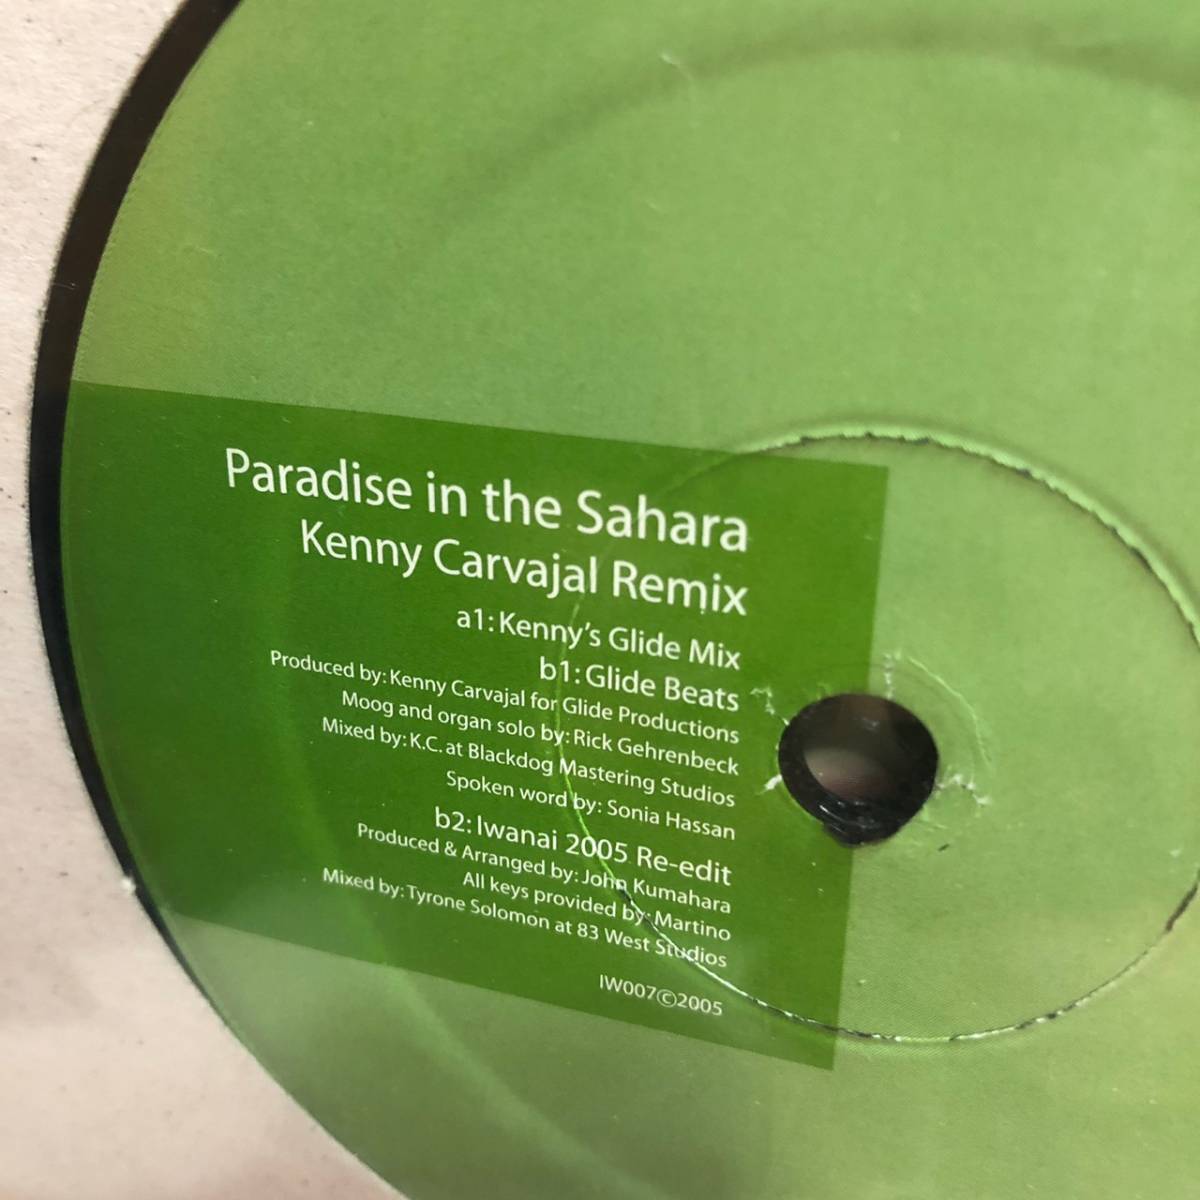 Paradise in the Sahara
Kenny Carvajal Remix
a1: Kenny's Glide Mix
b1: Glide Beats
Produced by: Kenny Carvajal for Glide Productions
Moog and organ solo by: Rick Gehrenbeck
Mixed by: K.C. at Blackdog Mastering Studios
Spoken word by: Sonia Hassan
b2: Iwanai 2005 Re-edit
Produced & Arranged by: John Kumahara
All keys provided by: Martino
Mixed by: Tyrone Solomon at 83 West Studios
IW007©2005